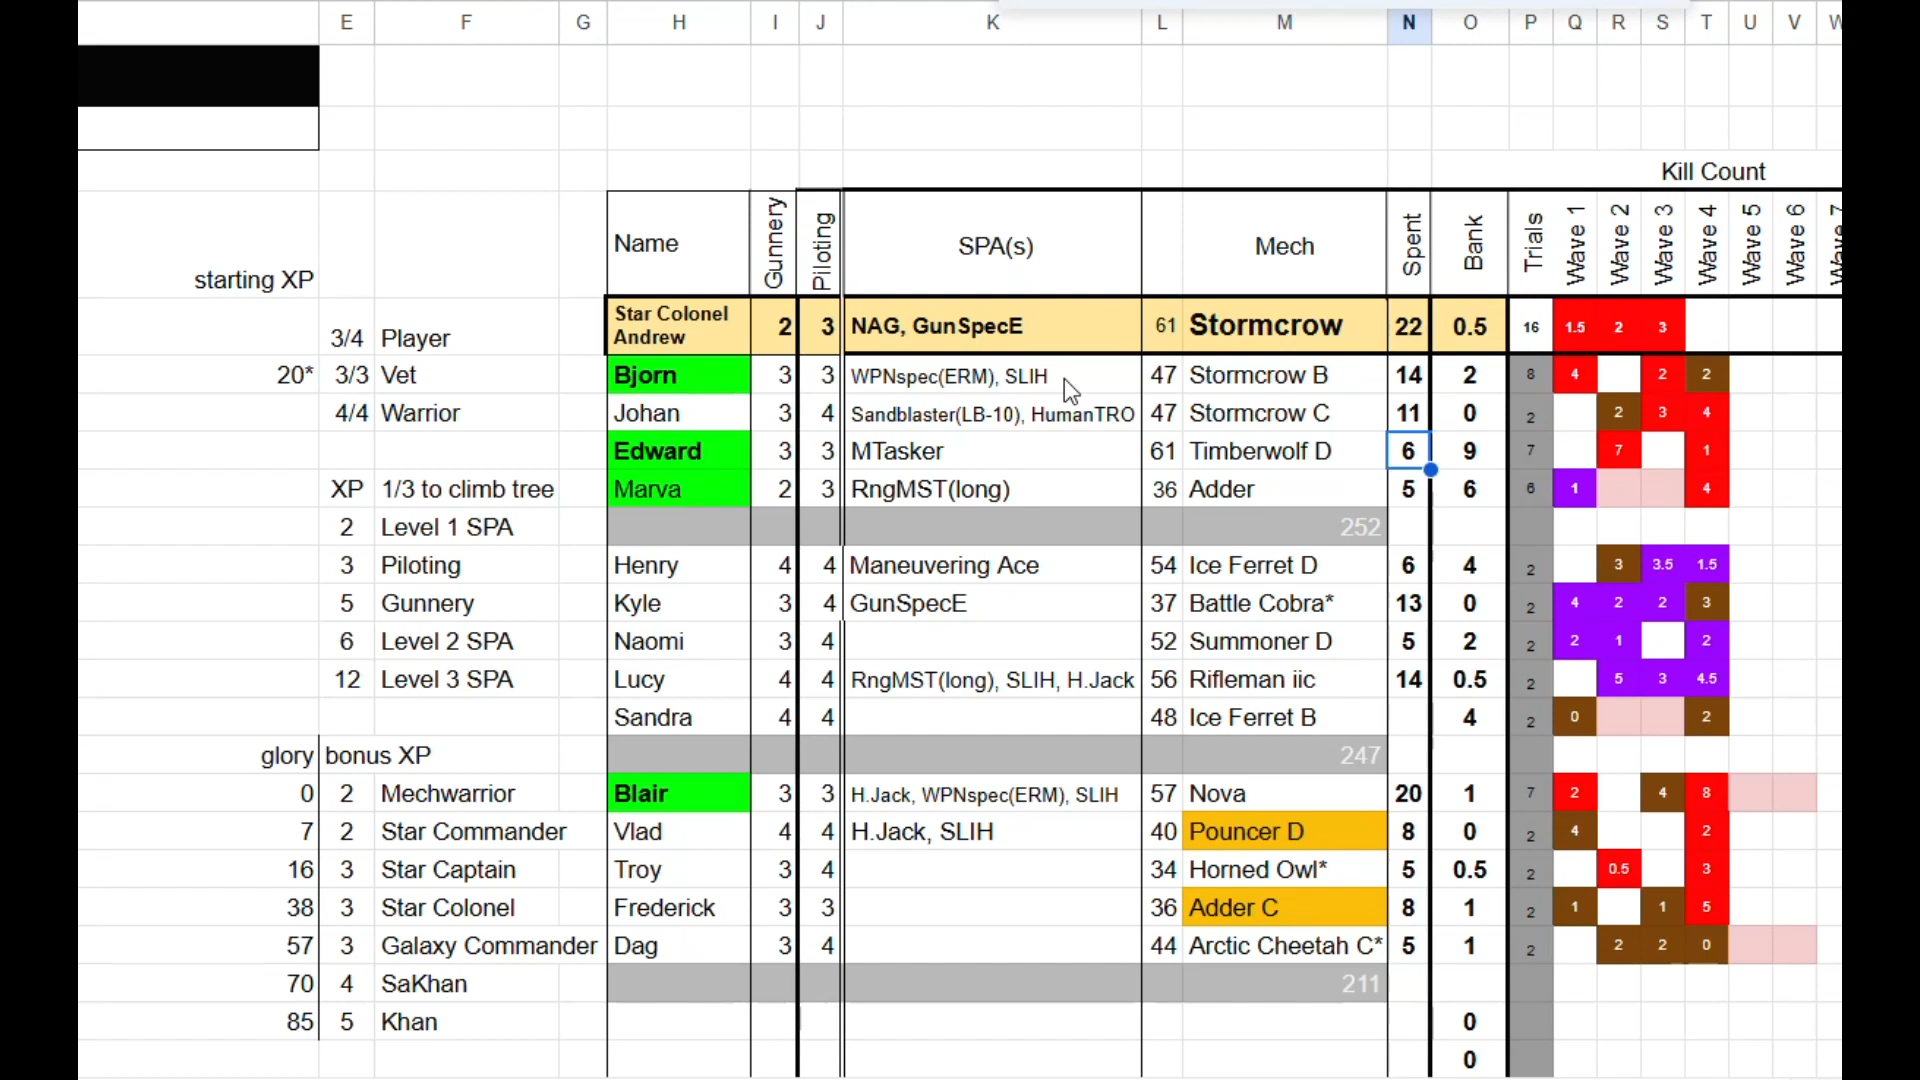 E F G H I J K L M N O P Q R S T U V W
Kill Count
starting XP Name Gunnery Piloting SPA(s) Mech Spent Bank Trials Wave 1 Wave 2 Wave 3 Wave 4 Wave 5 Wave 6 Wave 7
3/4 Player Star Colonel Andrew 2 3 NAG, GunSpecE 61 Stormcrow 22 0.5 16 1.5 2 3
20* 3/3 Vet Bjorn 3 3 WPNspec(ERM), SLIH 47 Stormcrow B 14 2 8 4 2 2
4/4 Warrior Johan 3 4 Sandblaster(LB-10), HumanTRO 47 Stormcrow C 11 0 2 2 3 4
Edward 3 3 MTasker 61 Timberwolf D 6 9 7 7 1
XP 1/3 to climb tree Marva 2 3 RngMST(long) 36 Adder 5 6 6 1 4
2 Level 1 SPA 252
3 Piloting Henry 4 4 Maneuvering Ace 54 Ice Ferret D 6 4 2 3 3.5 1.5
5 Gunnery Kyle 3 4 GunSpecE 37 Battle Cobra* 13 0 2 4 2 2 3
6 Level 2 SPA Naomi 3 4 52 Summoner D 5 2 2 2 1 2
12 Level 3 SPA Lucy 4 4 RngMST(long), SLIH, H.Jack 56 Rifleman iic 14 0.5 2 5 3 4.5
Sandra 4 4 48 Ice Ferret B 4 2 0 2
glory bonus XP 247
0 2 Mechwarrior Blair 3 3 H.Jack, WPNspec(ERM), SLIH 57 Nova 20 1 7 2 4 8
7 2 Star Commander Vlad 4 4 H.Jack, SLIH 40 Pouncer D 8 0 2 4 2
16 3 Star Captain Troy 3 4 34 Horned Owl* 5 0.5 2 0.5 3
38 3 Star Colonel Frederick 3 3 36 Adder C 8 1 2 1 1 5
57 3 Galaxy Commander Dag 3 4 44 Arctic Cheetah C* 5 1 2 2 2 0
70 4 SaKhan 211
85 5 Khan 0
0